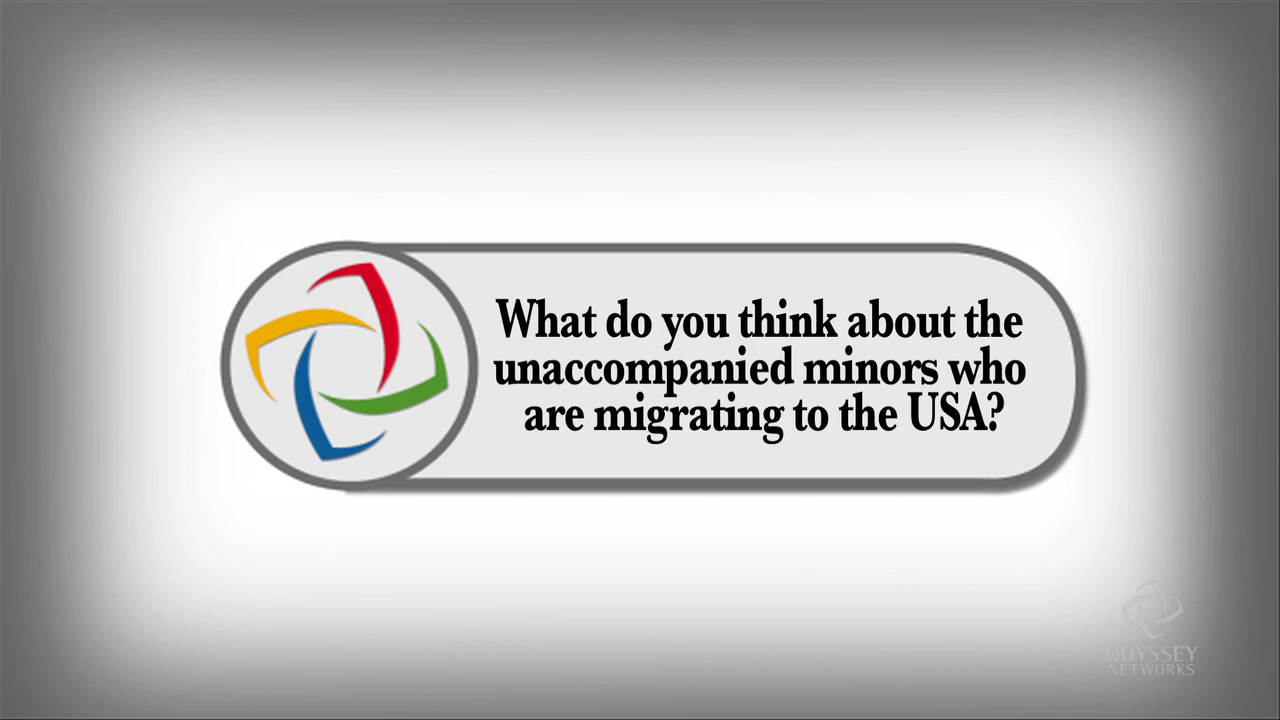 What do you think about the
unaccompanied minors who
are migrating to the USA?
ODYSSEY
NETWORKS